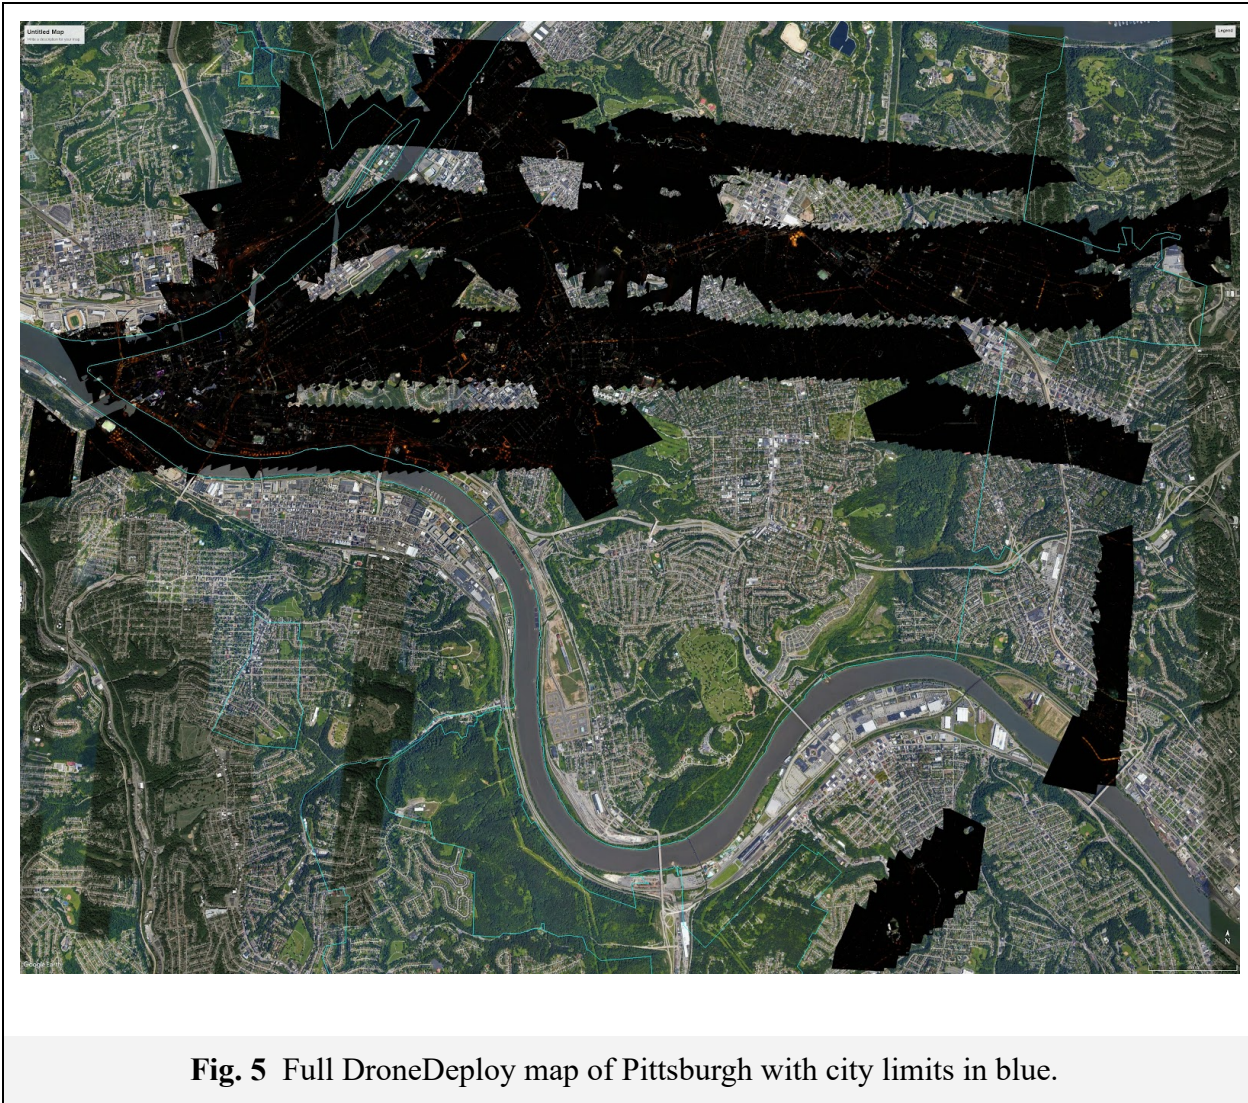 Untitled Map
Legend
Google Earth
N
Fig. 5 Full DroneDeploy map of Pittsburgh with city limits in blue.